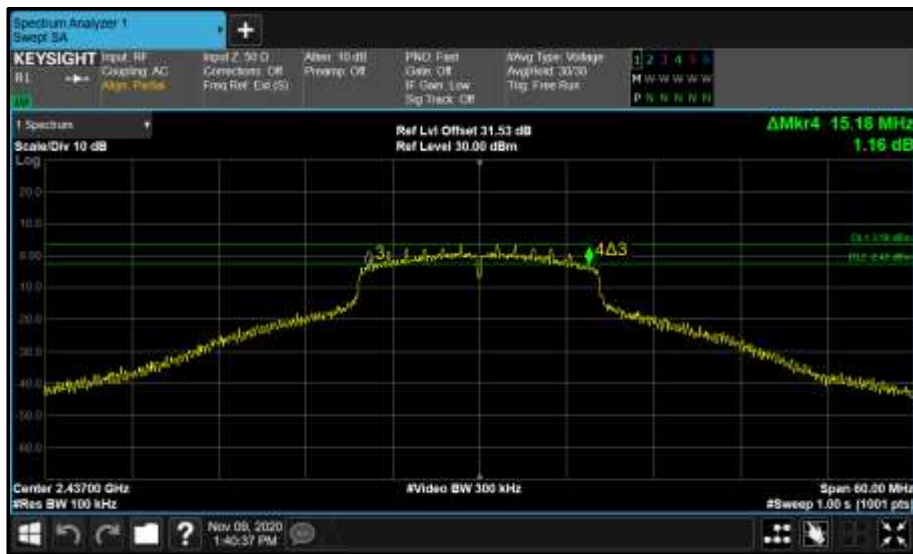 Spectrum Analyzer 1
Swept SA
+
KEYSIGHT Input: RF Input Z: 50 Ω Atten: 10 dB PNO: Fast #Avg Type: Voltage 1 2 3 4 5 6
RL Coupling: AC Corrections: Off Preamp: Off Gate: Off Avg|Hold: 30/30 M W W W W W
Align: Partial Freq Ref: Ext (S) IF Gain: Low Trig: Free Run P N N N N N
Sig Track: Off
1 Spectrum
Ref Lvl Offset 31.53 dB ΔMkr4 15.18 MHz
Scale/Div 10 dB Ref Level 30.00 dBm 1.16 dB
Log
20.0
10.0
0.00
3
4Δ3
-10.0
-20.0
-30.0
-40.0
-50.0
-60.0
Center 2.43700 GHz #Video BW 300 kHz Span 60.00 MHz
#Res BW 100 kHz #Sweep 1.00 s (1001 pts)
? Nov 09, 2020
1:40:37 PM